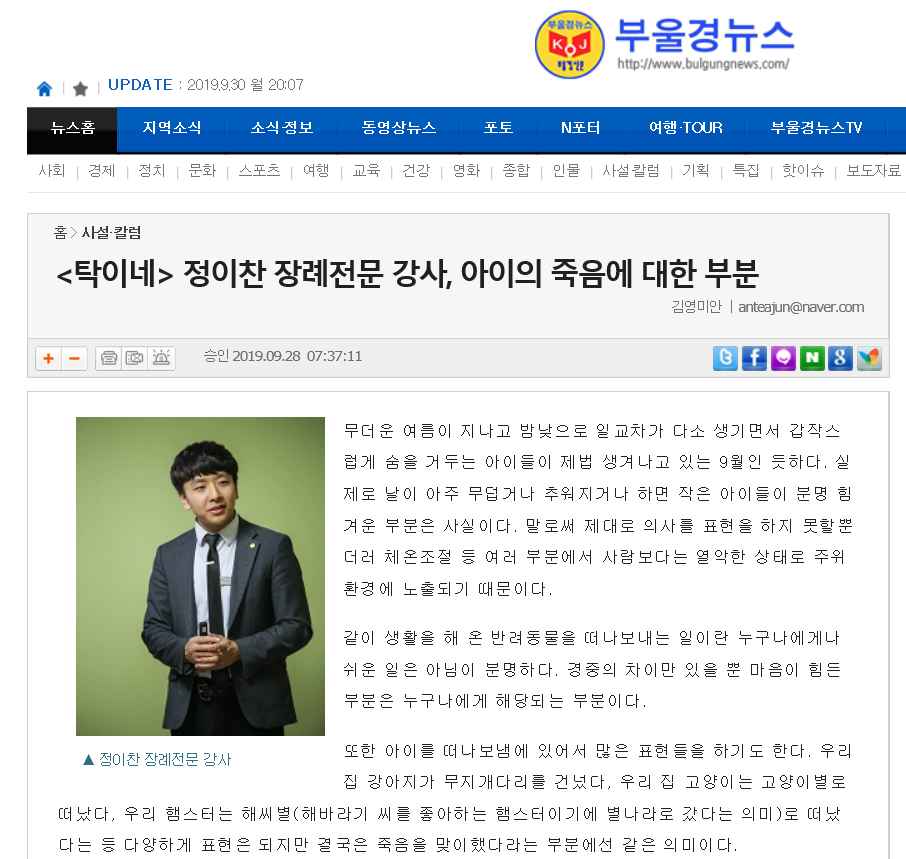 부울경뉴스
KOJ
부울경뉴스
http://www.bulgungnews.com/
UPDATE : 2019.9.30 월 20:07
뉴스홈 지역소식 소식·정보 동영상뉴스 포토 N포터 여행·TOUR 부울경뉴스TV
사회 | 경제 | 정치 | 문화 | 스포츠 | 여행 | 교육 | 건강 | 영화 | 종합 | 인물 | 사설·칼럼 | 기획 | 특집 | 핫이슈 | 보도자료
홈 > 사설·칼럼
<탁이네> 정이찬 장례전문 강사, 아이의 죽음에 대한 부분
김영미안 | anteajun@naver.com
승인 2019.09.28 07:37:11
무더운 여름이 지나고 밤낮으로 일교차가 다소 생기면서 갑작스
럽게 숨을 거두는 아이들이 제법 생겨나고 있는 9월인 듯하다. 실
제로 날이 아주 무덥거나 추워지거나 하면 작은 아이들이 분명 힘
겨운 부분은 사실이다. 말로써 제대로 의사를 표현을 하지 못할뿐
더러 체온조절 등 여러 부분에서 사람보다는 열악한 상태로 주위
환경에 노출되기 때문이다.
같이 생활을 해 온 반려동물을 떠나보내는 일이란 누구나에게나
쉬운 일은 아님이 분명하다. 경중의 차이만 있을 뿐 마음이 힘든
부분은 누구나에게 해당되는 부분이다.
▲ 정이찬 장례전문 강사
또한 아이를 떠나보냄에 있어서 많은 표현들을 하기도 한다. 우리
집 강아지가 무지개다리를 건넜다, 우리 집 고양이는 고양이별로
떠났다, 우리 햄스터는 해씨별(해바라기 씨를 좋아하는 햄스터이기에 별나라로 갔다는 의미)로 떠났
다는 등 다양하게 표현은 되지만 결국은 죽음을 맞이했다라는 부분에선 같은 의미이다.